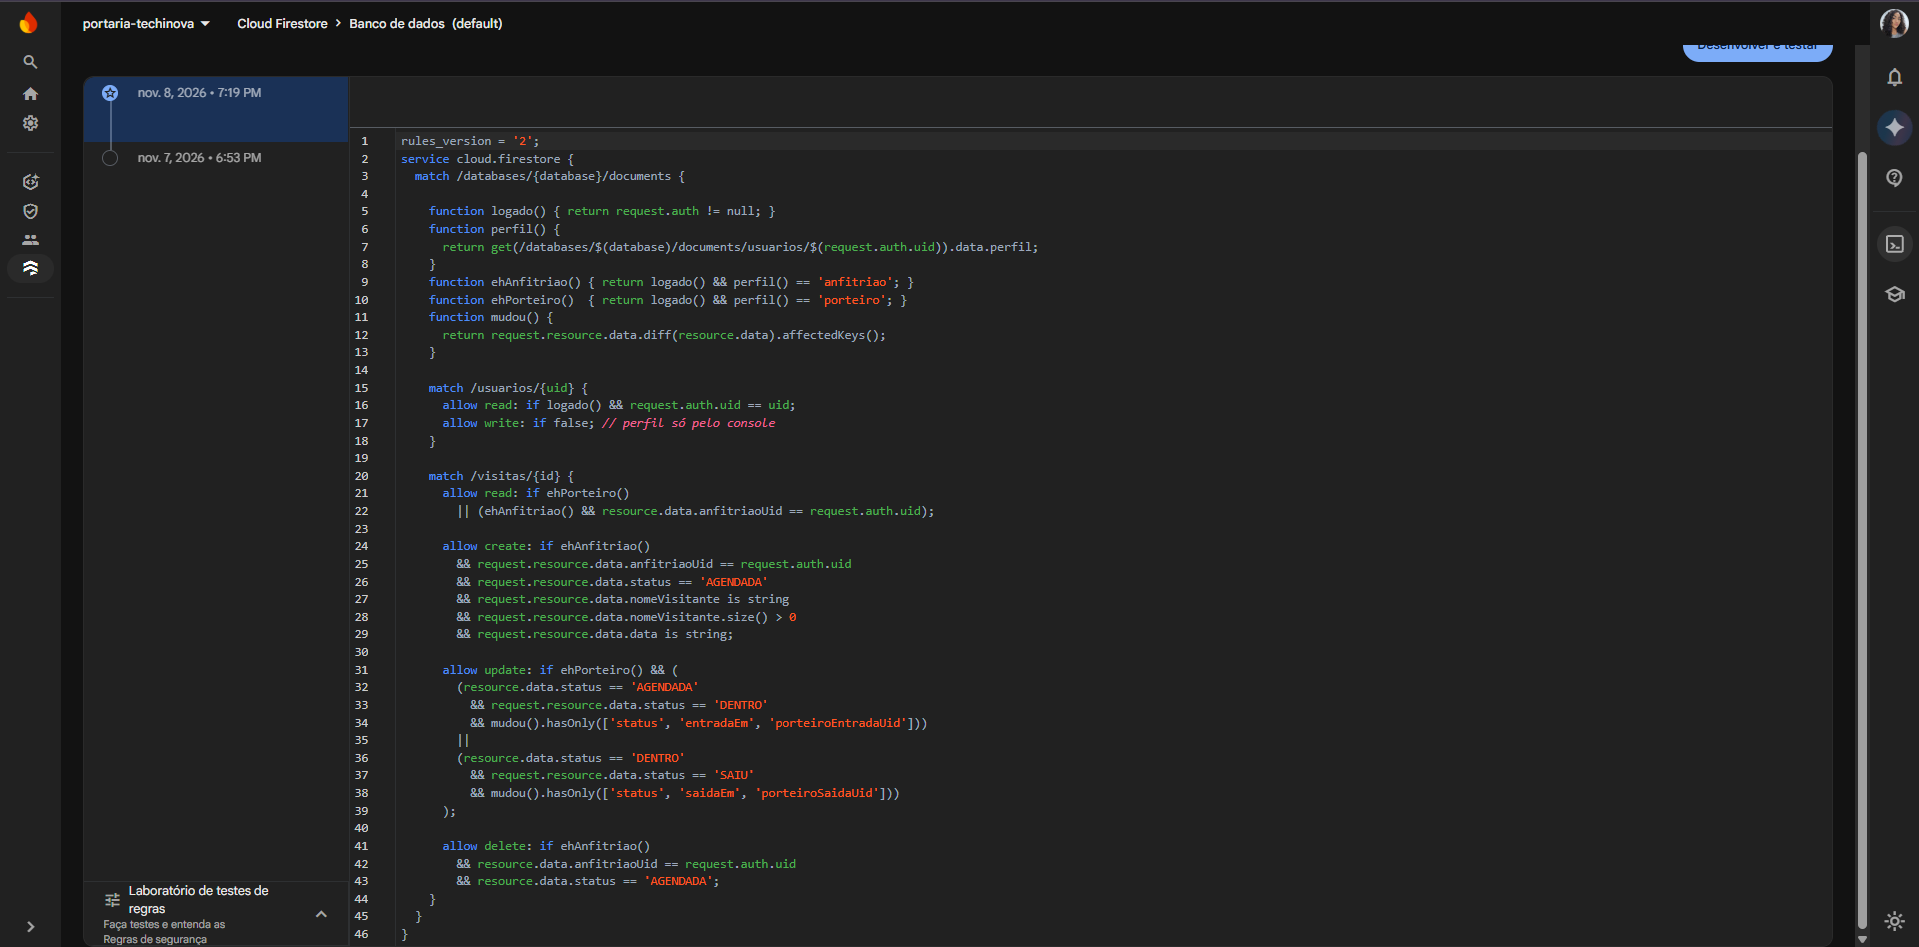 portaria-techinova
Cloud Firestore > Banco de dados (default)
Desenvolver e testar
nov. 8, 2026 • 7:19 PM
nov. 7, 2026 • 6:53 PM
1 rules_version = '2';
2 service cloud.firestore {
3 match /databases/{database}/documents {
4
5 function logado() { return request.auth != null; }
6 function perfil() {
7 return get(/databases/$(database)/documents/usuarios/$(request.auth.uid)).data.perfil;
8 }
9 function ehAnfitriao() { return logado() && perfil() == 'anfitriao'; }
10 function ehPorteiro()  { return logado() && perfil() == 'porteiro'; }
11 function mudou() {
12 return request.resource.data.diff(resource.data).affectedKeys();
13 }
14
15 match /usuarios/{uid} {
16 allow read: if logado() && request.auth.uid == uid;
17 allow write: if false; // perfil só pelo console
18 }
19
20 match /visitas/{id} {
21 allow read: if ehPorteiro()
22 || (ehAnfitriao() && resource.data.anfitriaoUid == request.auth.uid);
23
24 allow create: if ehAnfitriao()
25 && request.resource.data.anfitriaoUid == request.auth.uid
26 && request.resource.data.status == 'AGENDADA'
27 && request.resource.data.nomeVisitante is string
28 && request.resource.data.nomeVisitante.size() > 0
29 && request.resource.data.data is string;
30
31 allow update: if ehPorteiro() && (
32 (resource.data.status == 'AGENDADA'
33 && request.resource.data.status == 'DENTRO'
34 && mudou().hasOnly(['status', 'entradaEm', 'porteiroEntradaUid']))
35 ||
36 (resource.data.status == 'DENTRO'
37 && request.resource.data.status == 'SAIU'
38 && mudou().hasOnly(['status', 'saidaEm', 'porteiroSaidaUid']))
39 );
40
41 allow delete: if ehAnfitriao()
42 && resource.data.anfitriaoUid == request.auth.uid
43 && resource.data.status == 'AGENDADA';
44 }
45 }
46 }
Laboratório de testes de
regras
Faça testes e entenda as
Regras de segurança